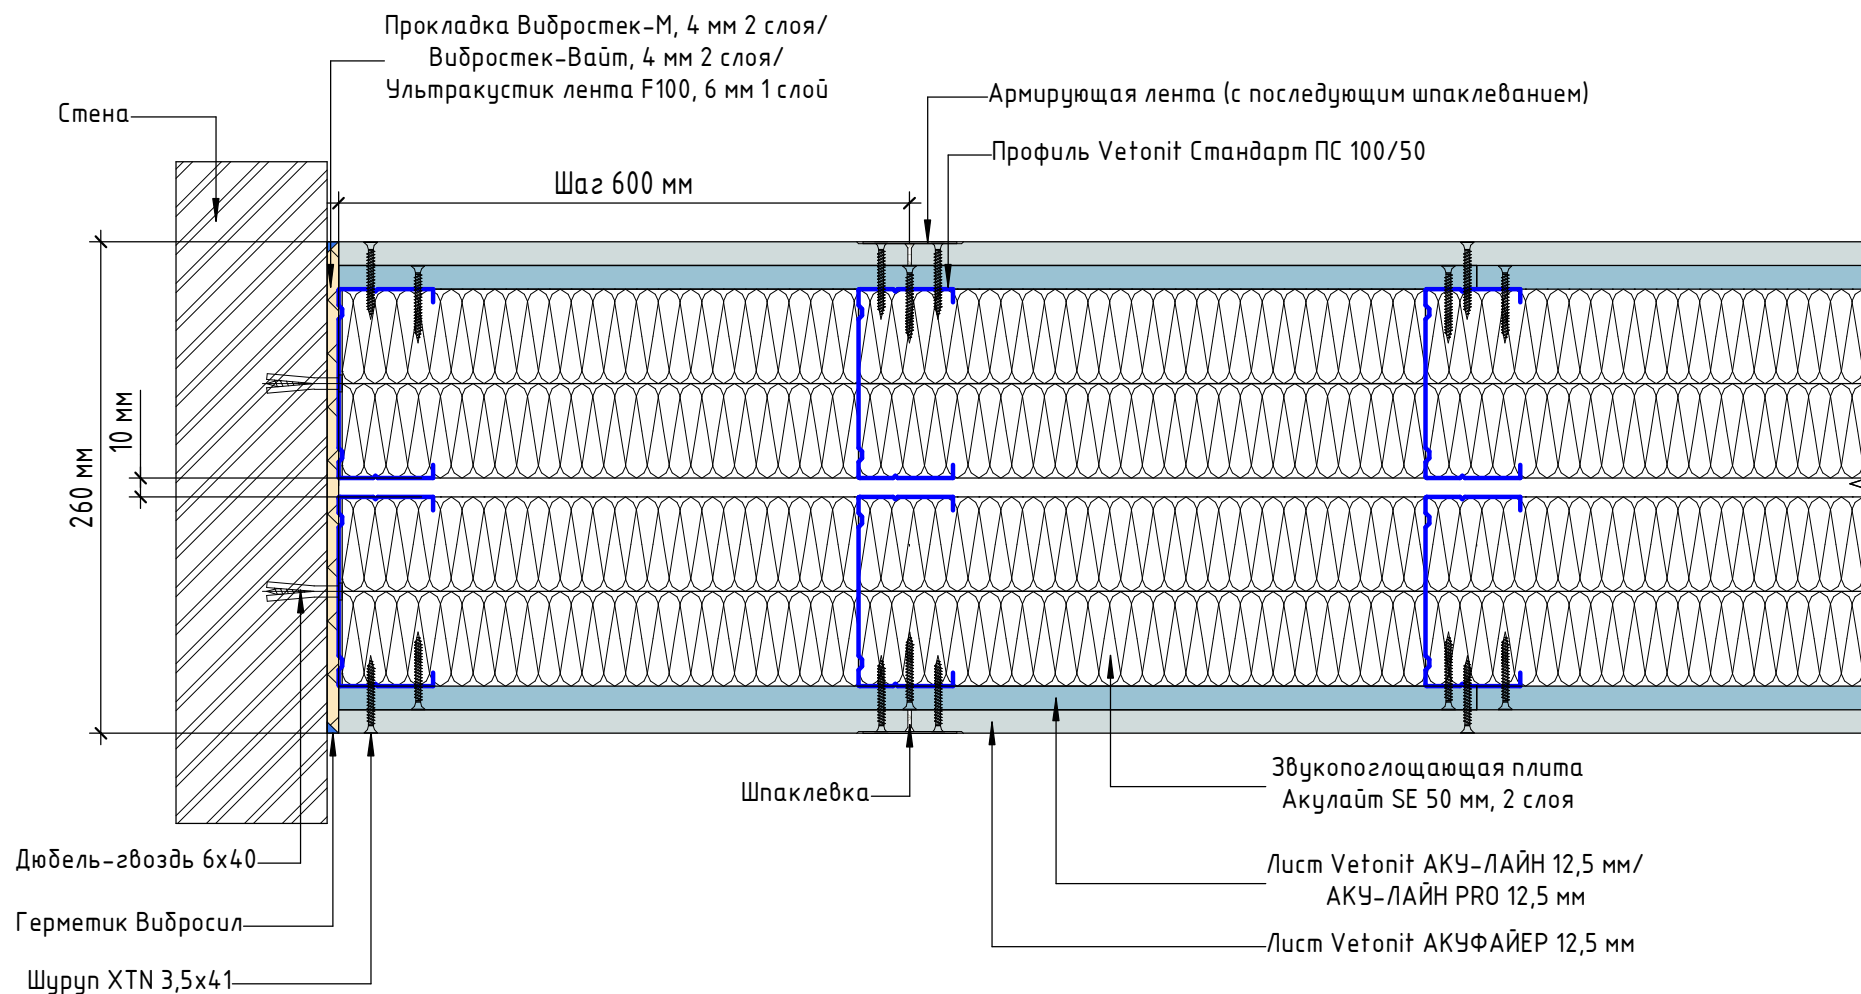 Прокладка Вибростек-М, 4 мм 2 слоя/
Вибростек-Вайт, 4 мм 2 слоя/
Ультракустик лента F100, 6 мм 1 слой
Армирующая лента (с последующим шпаклеванием)
Стена
Профиль Vetonit Стандарт ПС 100/50
Шаг 600 мм
10 мм
260 мм
Звукопоглощающая плита
Акулайт SE 50 мм, 2 слоя
Шпаклевка
Дюбель-гвоздь 6х40
Лист Vetonit АКУ-ЛАЙН 12,5 мм/
АКУ-ЛАЙН PRO 12,5 мм
Герметик Вибросил
Лист Vetonit АКУФАЙЕР 12,5 мм
Шуруп XTN 3,5х41